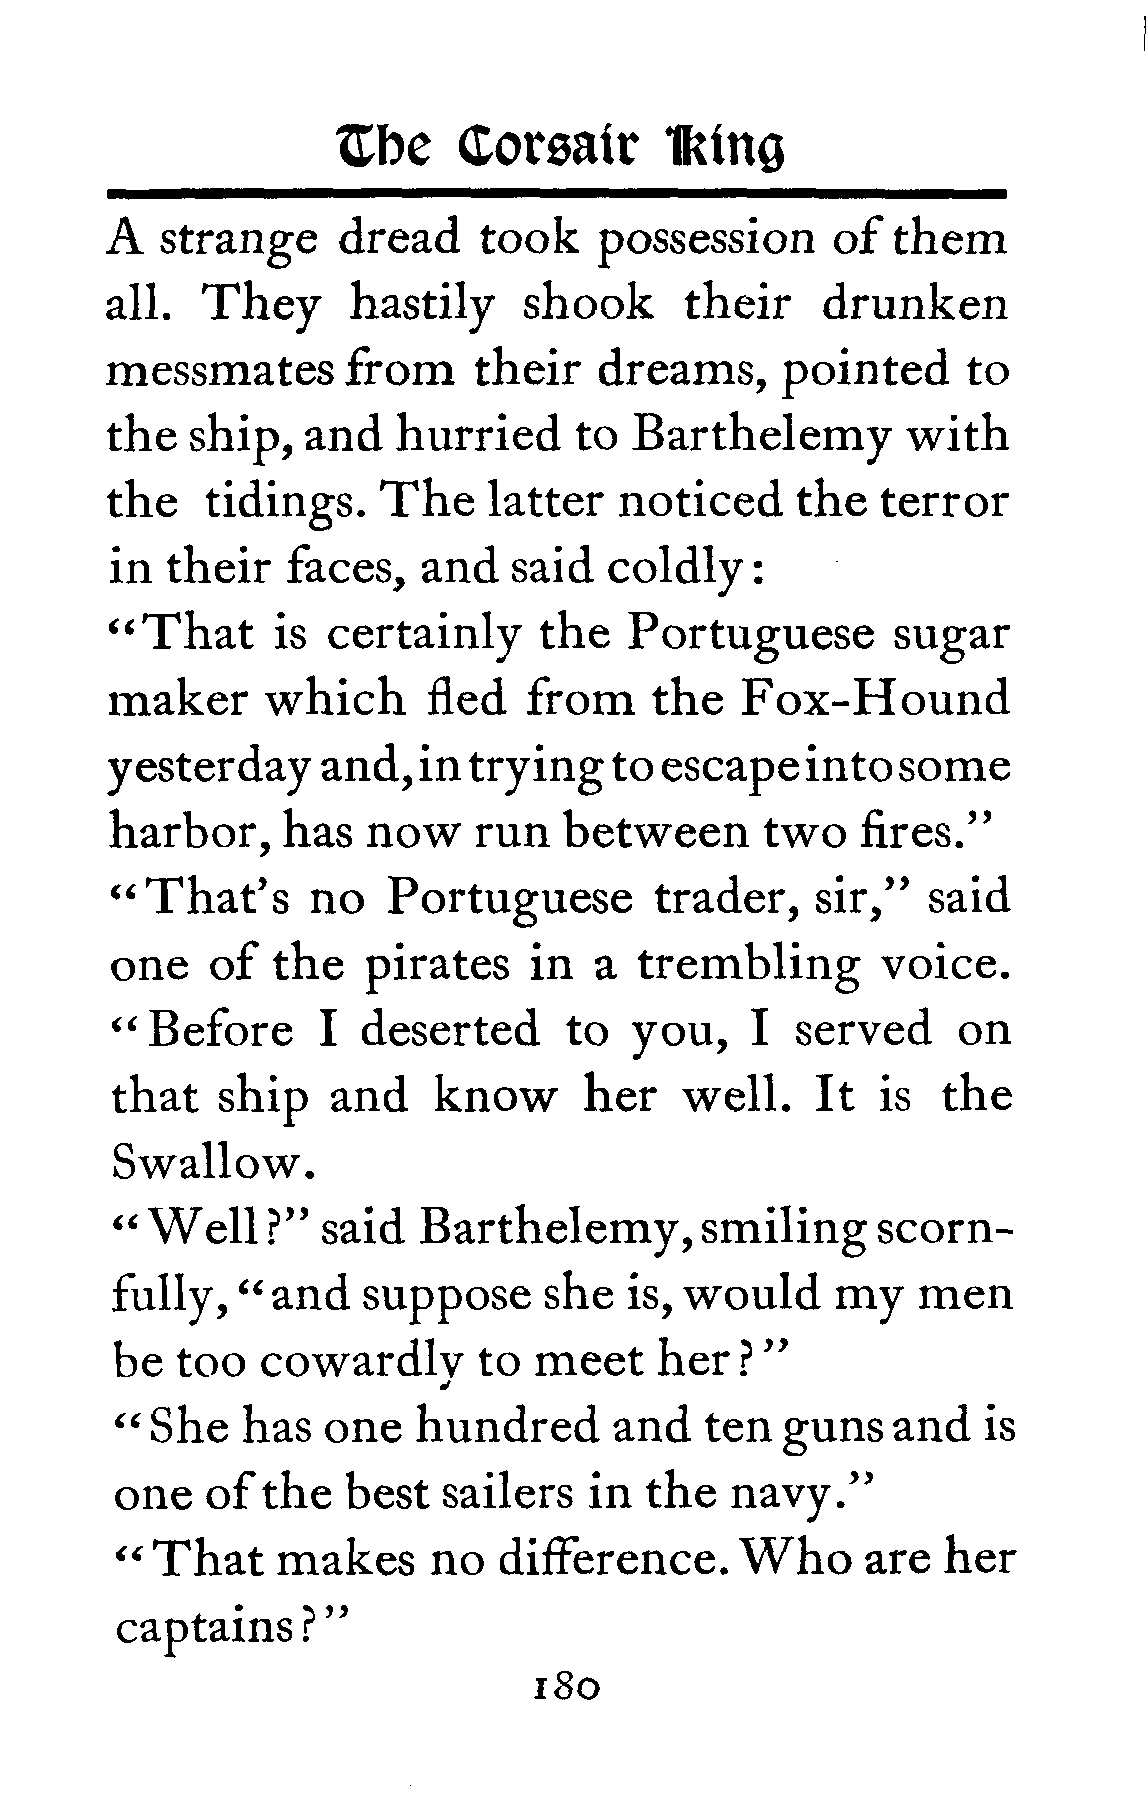 The Corsair King
A strange dread took possession of them
all. They hastily shook their drunken
messmates from their dreams, pointed to
the ship, and hurried to Barthelemy with
the tidings. The latter noticed the terror
in their faces, and said coldly:
“That is certainly the Portuguese sugar
maker which fled from the Fox-Hound
yesterday and, in trying to escape into some
harbor, has now run between two fires.”
“That's no Portuguese trader, sir,” said
one of the pirates in a trembling voice.
“Before I deserted to you, I served on
that ship and know her well. It is the
Swallow.
“Well?” said Barthelemy, smiling scorn-
fully, “and suppose she is, would my men
be too cowardly to meet her?”
“She has one hundred and ten guns and is
one of the best sailers in the navy.”
“That makes no difference. Who are her
captains?”
180